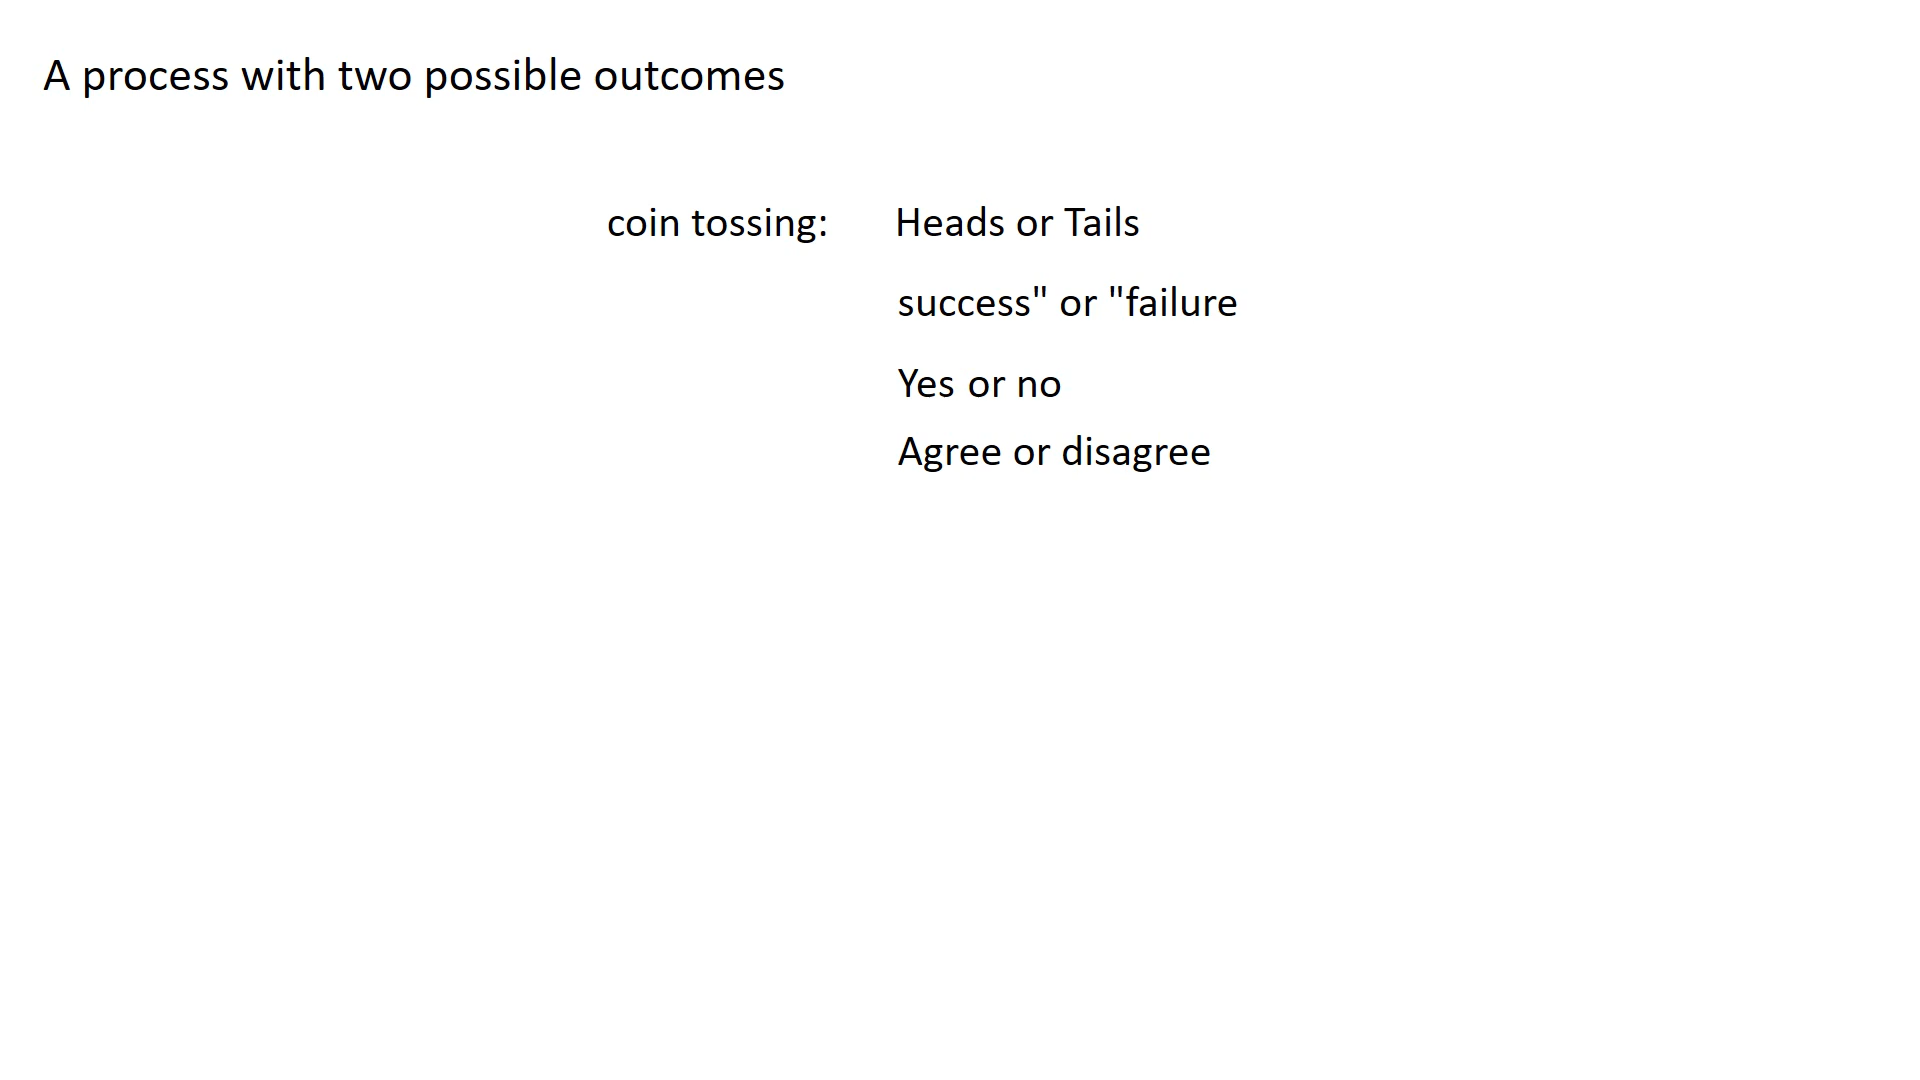 A process with two possible outcomes
coin tossing: Heads or Tails
success" or "failure
Yes or no
Agree or disagree